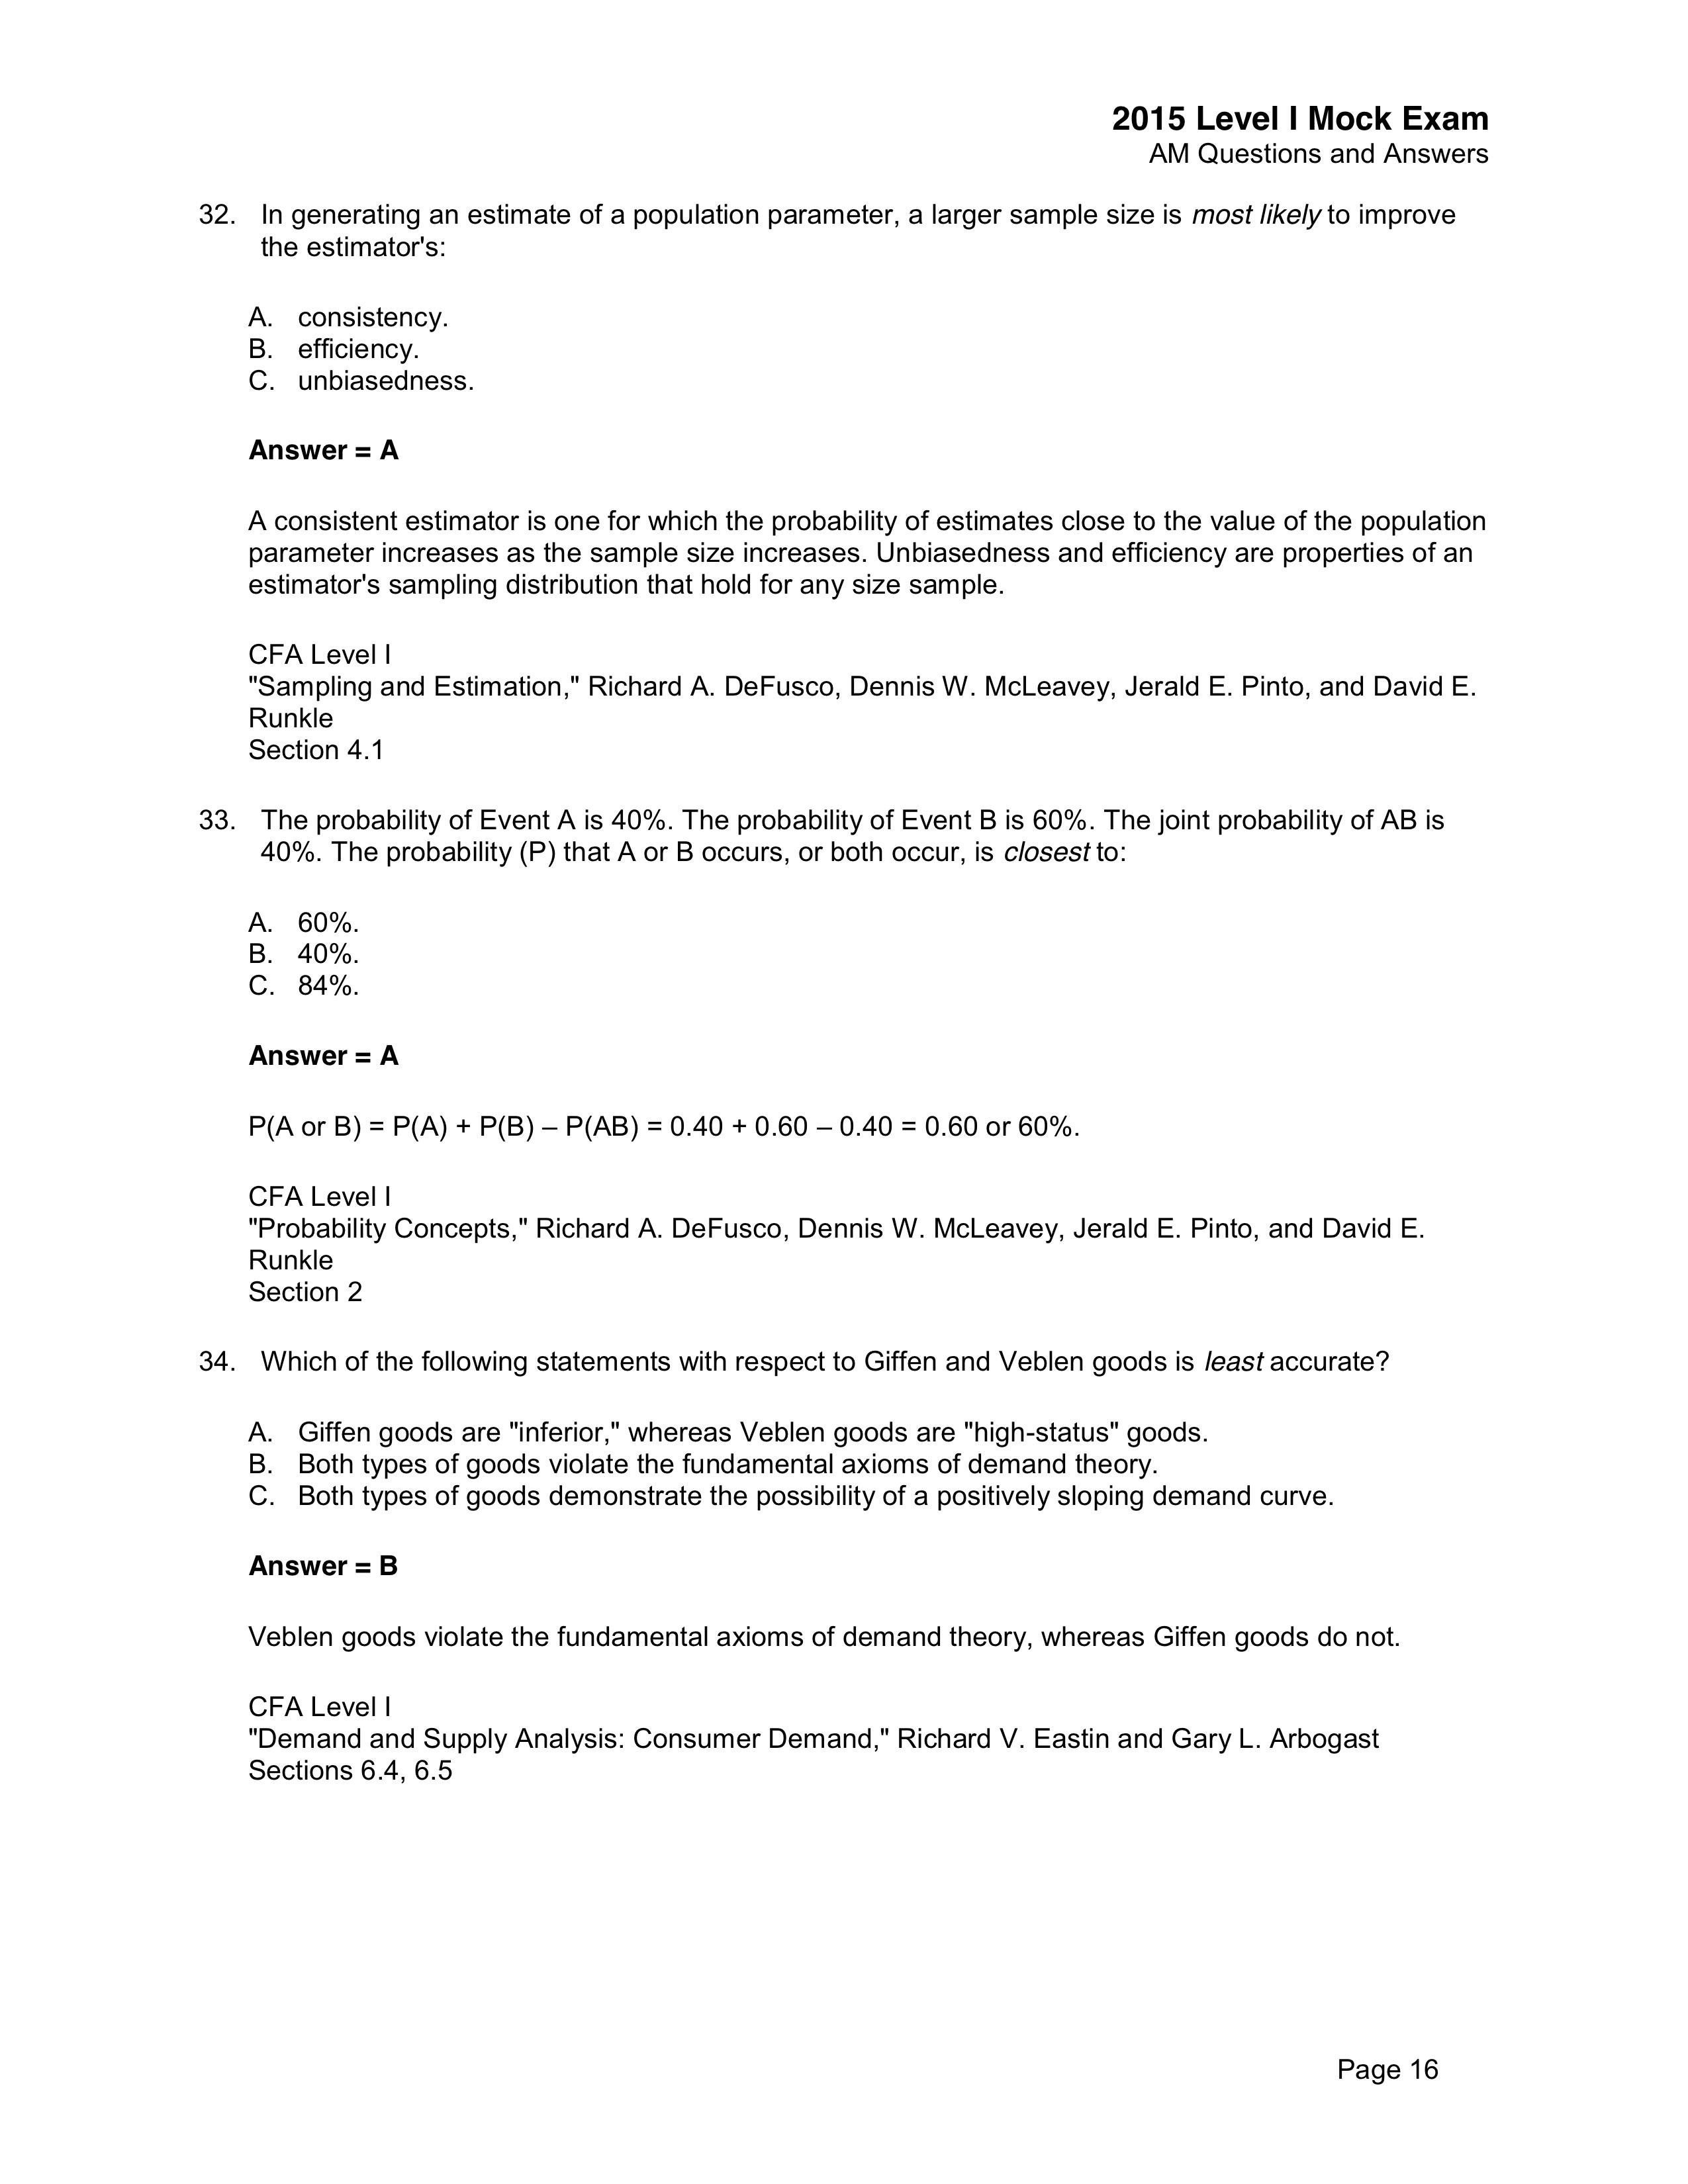 2015 Level I Mock Exam
AM Questions and Answers
32. In generating an estimate of a population parameter, a larger sample size is most likely to improve
the estimator's:
A. consistency.
B. efficiency.
C. unbiasedness.
Answer = A
A consistent estimator is one for which the probability of estimates close to the value of the population
parameter increases as the sample size increases. Unbiasedness and efficiency are properties of an
estimator's sampling distribution that hold for any size sample.
CFA Level I
"Sampling and Estimation," Richard A. DeFusco, Dennis W. McLeavey, Jerald E. Pinto, and David E.
Runkle
Section 4.1
33. The probability of Event A is 40%. The probability of Event B is 60%. The joint probability of AB is
40%. The probability (P) that A or B occurs, or both occur, is closest to:
A. 60%.
B. 40%.
C. 84%.
Answer = A
P(A or B) = P(A) + P(B) – P(AB) = 0.40 + 0.60 – 0.40 = 0.60 or 60%.
CFA Level I
"Probability Concepts," Richard A. DeFusco, Dennis W. McLeavey, Jerald E. Pinto, and David E.
Runkle
Section 2
34. Which of the following statements with respect to Giffen and Veblen goods is least accurate?
A. Giffen goods are "inferior," whereas Veblen goods are "high-status" goods.
B. Both types of goods violate the fundamental axioms of demand theory.
C. Both types of goods demonstrate the possibility of a positively sloping demand curve.
Answer = B
Veblen goods violate the fundamental axioms of demand theory, whereas Giffen goods do not.
CFA Level I
"Demand and Supply Analysis: Consumer Demand," Richard V. Eastin and Gary L. Arbogast
Sections 6.4, 6.5
Page 16